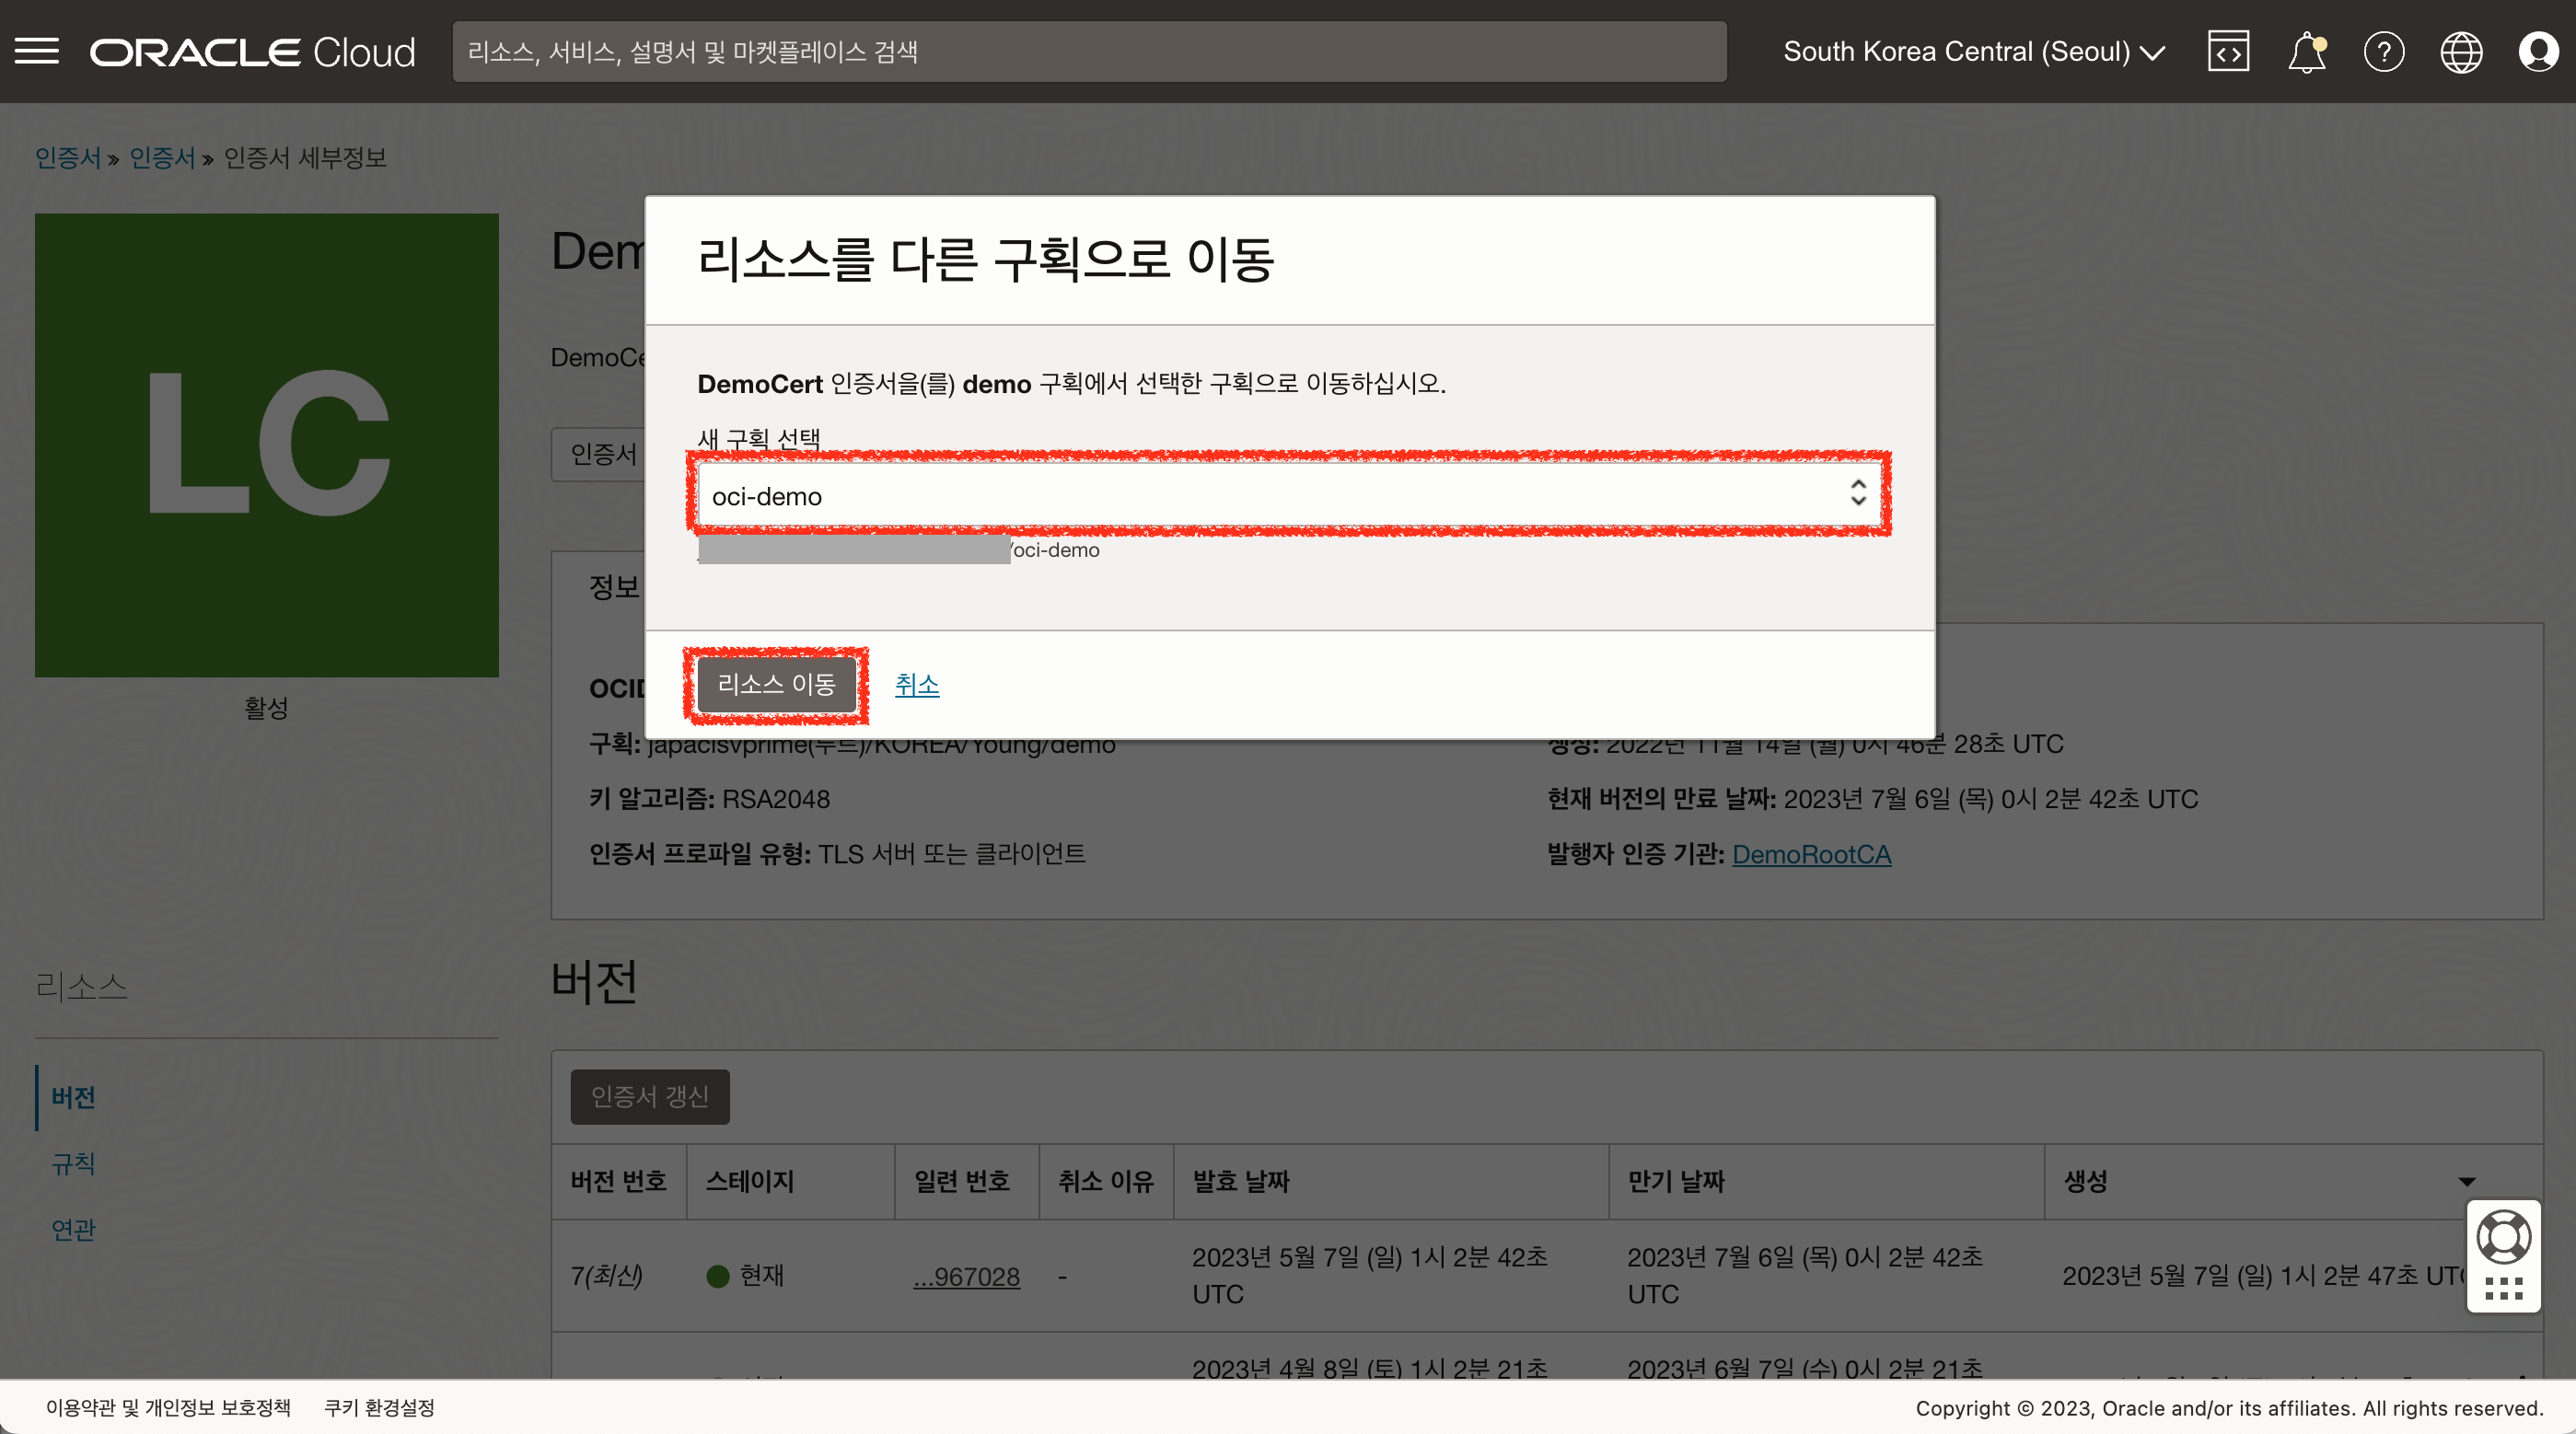 ORACLE Cloud
리소스, 서비스, 설명서 및 마켓플레이스 검색
South Korea Central (Seoul)
인증서 » 인증서 » 인증서 세부정보
LC
활성
Dem
DemoCe
인증서
정보
리소스를 다른 구획으로 이동
DemoCert 인증서을(를) demo 구획에서 선택한 구획으로 이동하십시오.
새 구획 선택
oci-demo
/oci-demo
리소스 이동
취소
OCID
구획: japacisvprime(루트)/KOREA/Young/demo
생성: 2022년 11월 14일 (월) 0시 46분 28초 UTC
키 알고리즘: RSA2048
현재 버전의 만료 날짜: 2023년 7월 6일 (목) 0시 2분 42초 UTC
인증서 프로파일 유형: TLS 서버 또는 클라이언트
발행자 인증 기관: DemoRootCA
리소스
버전
규칙
연관
버전
인증서 갱신
버전 번호 스테이지 일련 번호 취소 이유 발효 날짜 만기 날짜 생성
7(최신) 현재 ...967028 - 2023년 5월 7일 (일) 1시 2분 42초 UTC 2023년 7월 6일 (목) 0시 2분 42초 UTC 2023년 5월 7일 (일) 1시 2분 47초 UTC
2023년 4월 8일 (토) 1시 2분 21초 2023년 6월 7일 (수) 0시 2분 21초
이용약관 및 개인정보 보호정책 쿠키 환경설정
Copyright © 2023, Oracle and/or its affiliates. All rights reserved.